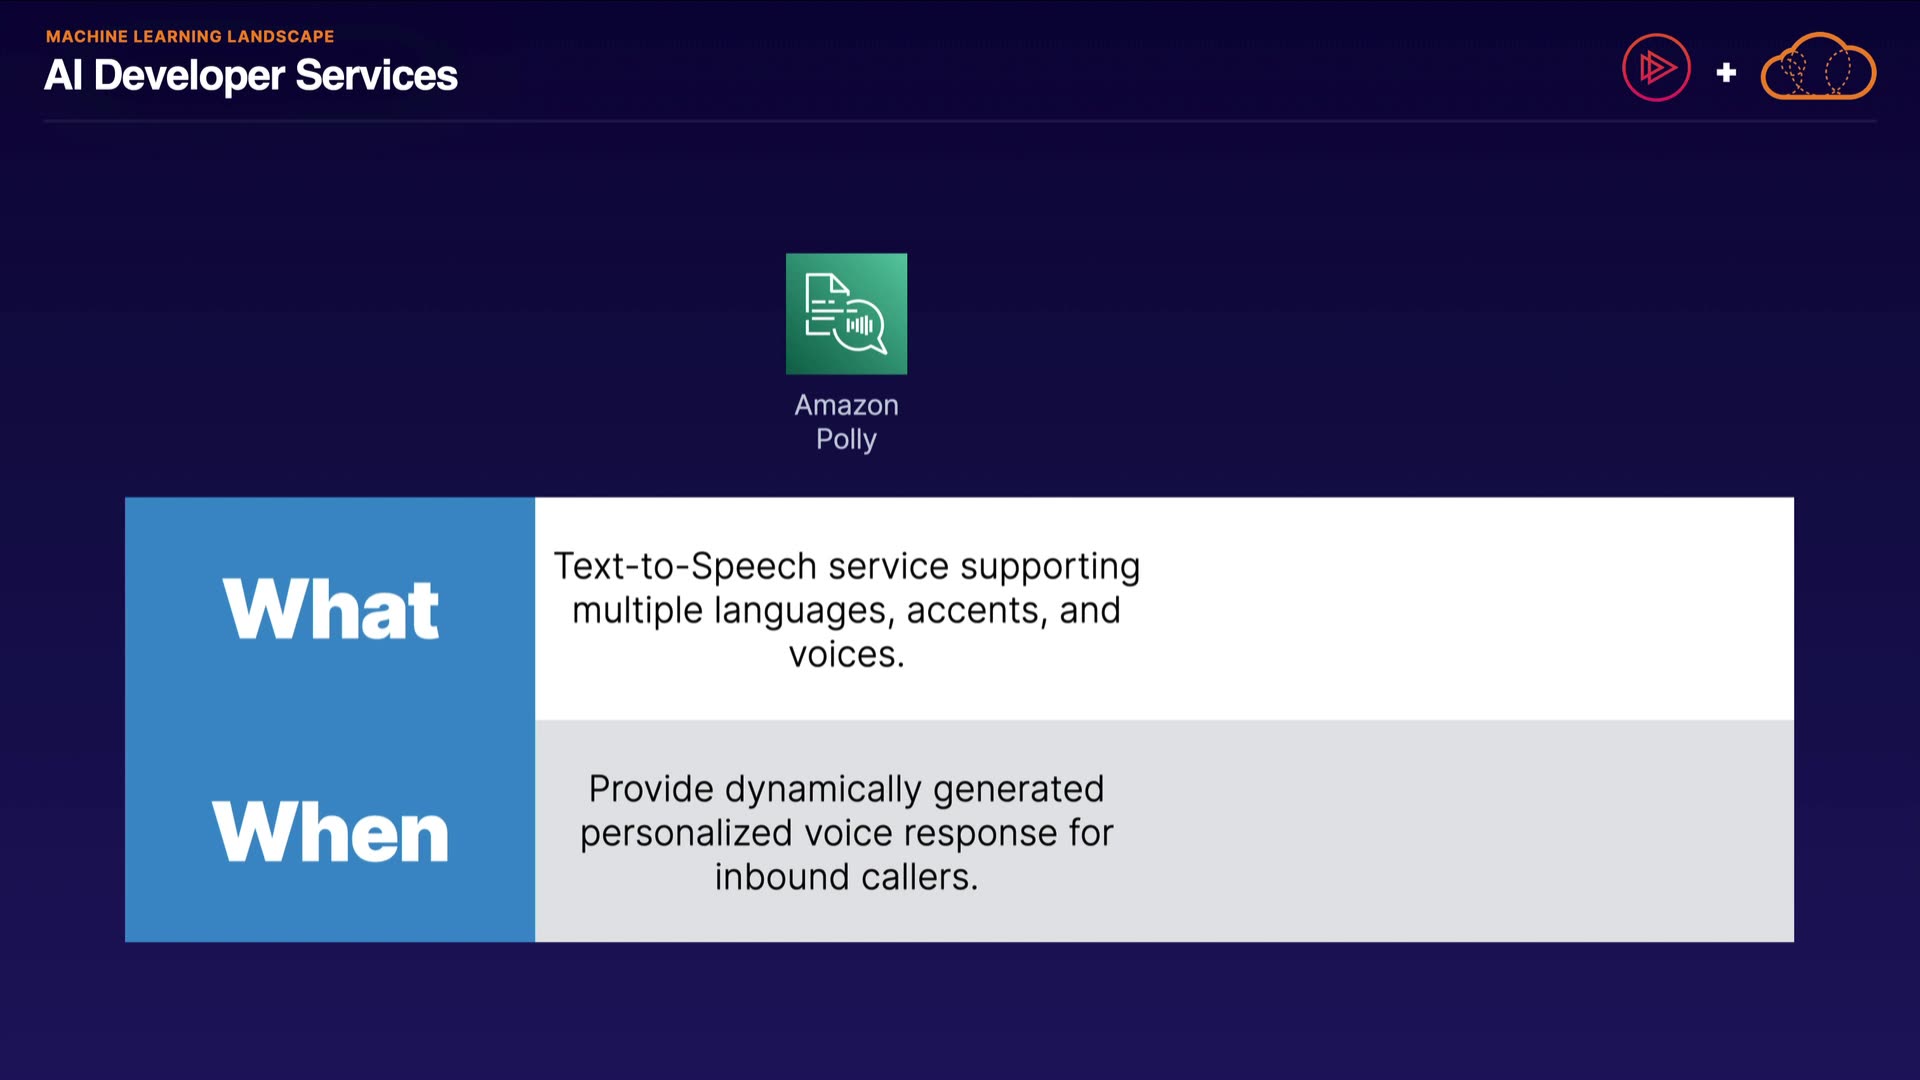 MACHINE LEARNING LANDSCAPE
AI Developer Services
Amazon
Polly
What
Text-to-Speech service supporting
multiple languages, accents, and
voices.
When
Provide dynamically generated
personalized voice response for
inbound callers.